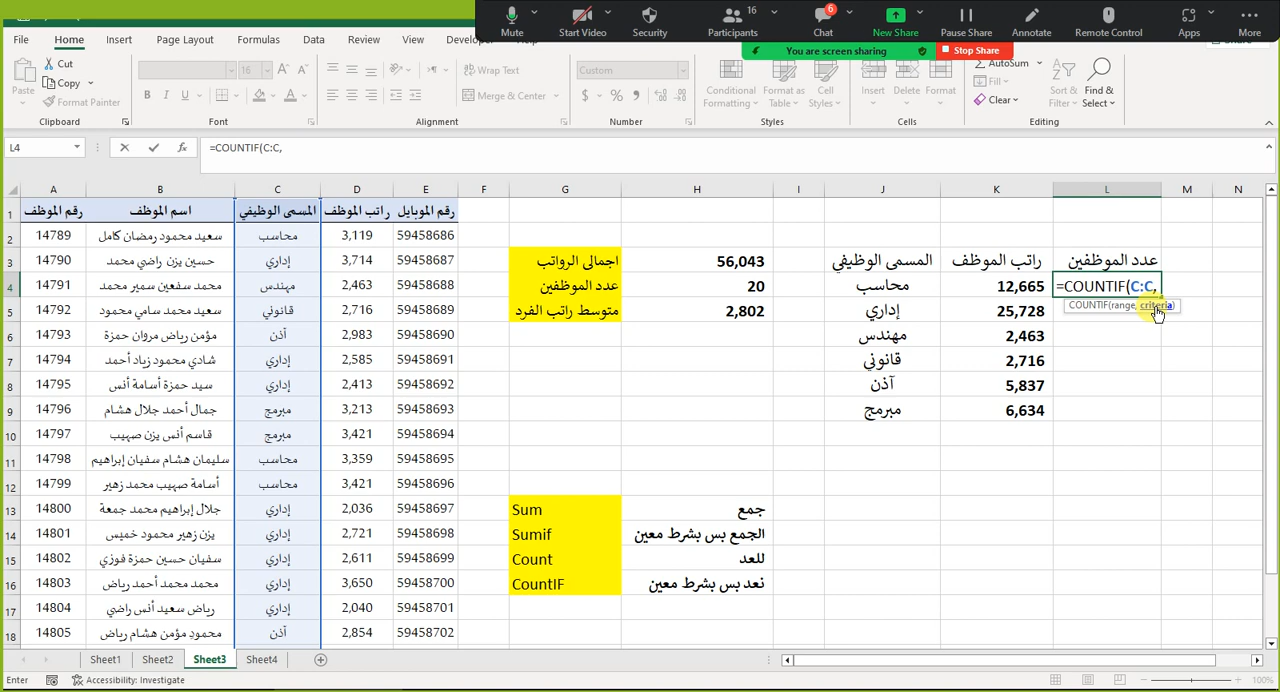 Mute
Start Video
Security
16
Participants
6
Chat
New Share
Pause Share
Annotate
Remote Control
Apps
More
You are screen sharing
Stop Share
File Home Insert Page Layout Formulas Data Review View
Paste
Cut
Copy
Format Painter
Clipboard
16
B I U
Font
Wrap Text
Merge & Center
Alignment
Custom
$ % 9
Number
Conditional Formatting
Format as Table
Cell Styles
Styles
Insert Delete Format
Cells
AutoSum
Fill
Clear
Sort & Filter
Find & Select
Editing
L4 fx =COUNTIF(C:C,
A B C D E F G H I J K L M N
1 رقم الموظف اسم الموظف المسمى الوظيفي راتب الموظف رقم الموبايل
2 14789 سعيد محمود رمضان كامل محاسب 3,119 59458686
3 14790 حسين يزن راضي محمد إداري 3,714 59458687 اجمالى الرواتب 56,043 المسمى الوظيفي راتب الموظف عدد الموظفين
4 14791 محمد سفعين سمير محمد مهندس 2,463 59458688 عدد الموظفين 20 محاسب 12,665 =COUNTIF(C:C,
5 14792 سعيد محمد سامي محمود قانوني 2,716 59458689 متوسط راتب الفرد 2,802 إداري 25,728
COUNTIF(range, criteria)
6 14793 مؤمن رياض مروان حمزة آذن 2,983 59458690 مهندس 2,463
7 14794 شادي محمود زياد أحمد إداري 2,585 59458691 قانوني 2,716
8 14795 سيد حمزة أسامة أنس إداري 2,413 59458692 آذن 5,837
9 14796 جمال أحمد جلال هشام مبرمج 3,213 59458693 مبرمج 6,634
10 14797 قاسم أنس يزن صهيب مبرمج 3,421 59458694
11 14798 سليمان هشام سفيان إبراهيم محاسب 3,359 59458695
12 14799 أسامة صهيب محمد زهير محاسب 3,421 59458696
13 14800 جلال إبراهيم محمد جمعة إداري 2,036 59458697 Sum جمع
14 14801 يزن زهير محمود خميس إداري 2,721 59458698 Sumif الجمع بس بشرط معين
15 14802 سفيان حسين حمزة فوزي إداري 2,611 59458699 Count للعد
16 14803 محمد محمد أحمد رياض إداري 3,650 59458700 CountIF نعد بس بشرط معين
17 14804 رياض سعيد أنس راضي إداري 2,040 59458701
18 14805 محمود مؤمن هشام رياض آذن 2,854 59458702
Sheet1 Sheet2 Sheet3 Sheet4
Enter Accessibility: Investigate 100%